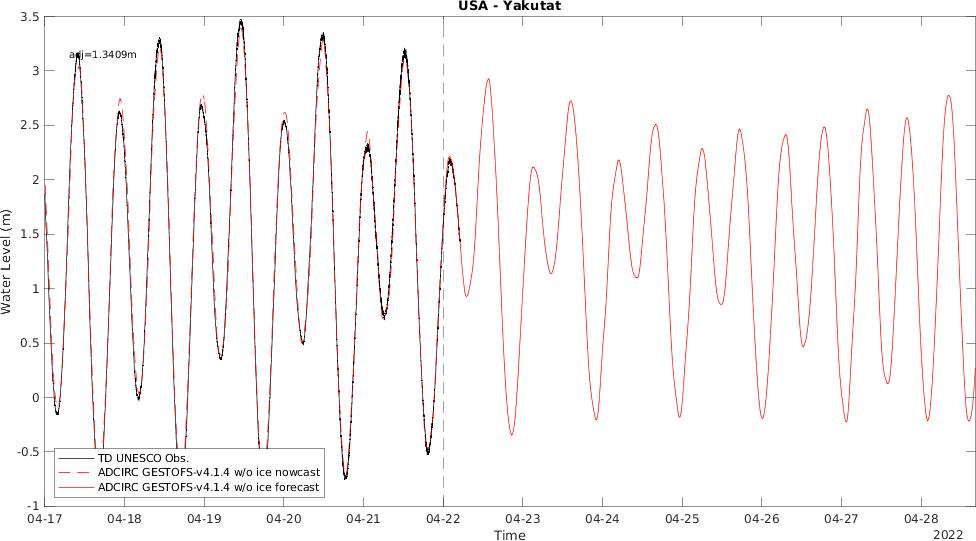 USA - Yakutat
3.5
3
2.5
2
1.5
1
0.5
0
-0.5
-1
Water Level (m)
adj=1.3409m
TD UNESCO Obs.
ADCIRC GESTOFS-v4.1.4 w/o ice nowcast
ADCIRC GESTOFS-v4.1.4 w/o ice forecast
04-17 04-18 04-19 04-20 04-21 04-22 04-23 04-24 04-25 04-26 04-27 04-28
Time
2022